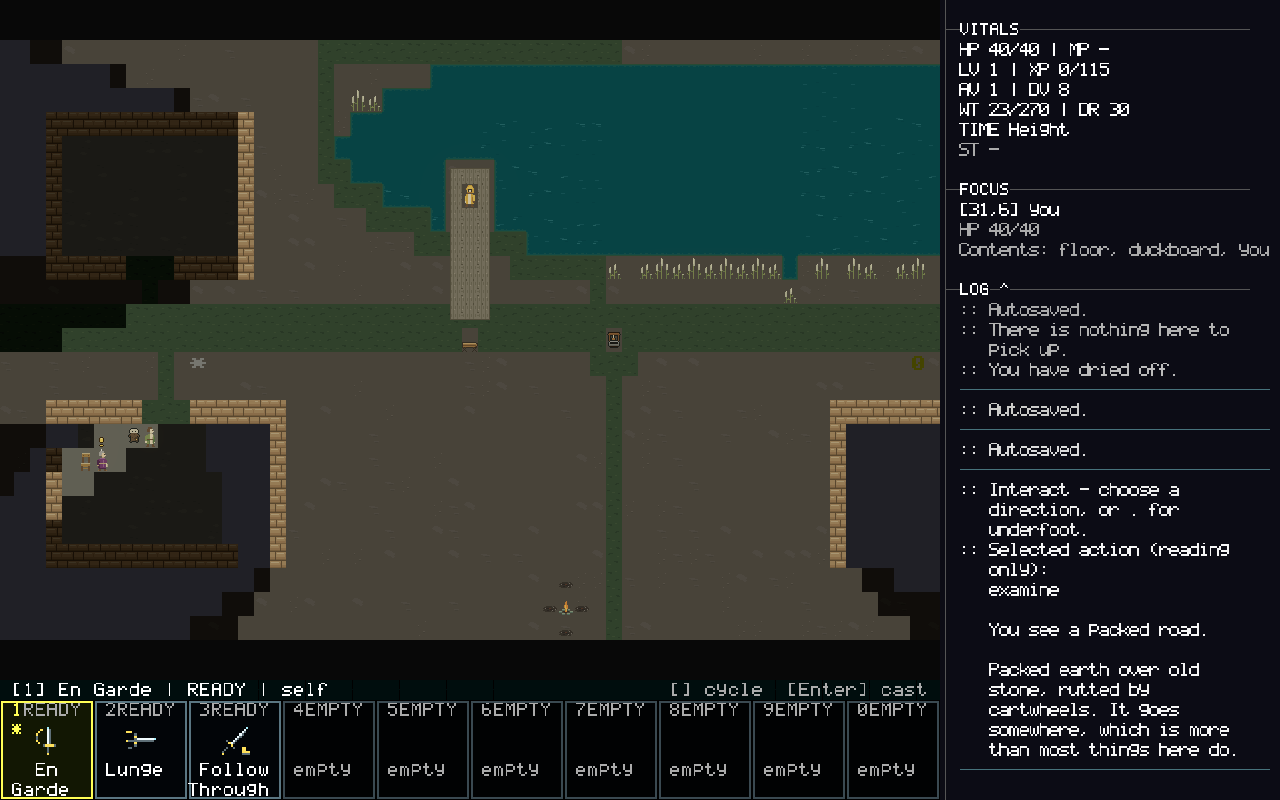 VITALS
HP 40/40 | MP -
LV 1 | XP 0/115
AV 1 | DV 8
WT 23/270 | DR 30
TIME Height
ST -
FOCUS
[31,6] You
HP 40/40
Contents: floor, duckboard, You
LOG ^
:: Autosaved.
:: There is nothing here to
Pick up.
:: You have dried off.
:: Autosaved.
:: Autosaved.
:: Interact - choose a
direction, or . for
underfoot.
:: Selected action (reading
only):
examine
You see a Packed road.
Packed earth over old
stone, rutted by
cartwheels. It goes
somewhere, which is more
than most things here do.
[1] En Garde | READY | self
[] cycle [Enter] cast
1READY 2READY 3READY 4EMPTY 5EMPTY 6EMPTY 7EMPTY 8EMPTY 9EMPTY 0EMPTY
*
En Lunge Follow empty empty empty empty empty empty empty
Garde Through